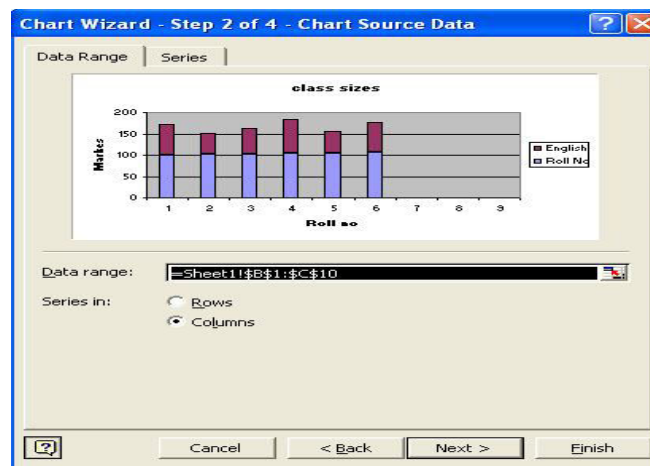 Chart Wizard - Step 2 of 4 - Chart Source Data
Data Range
Series
class sizes
200
150
100
50
0
Markes
1 2 3 4 5 6 7 8 9
Roll no
English
Roll No
Data range:
=Sheet1!$B$1:$C$10
Series in:
Rows
Columns
Cancel
< Back
Next >
Finish